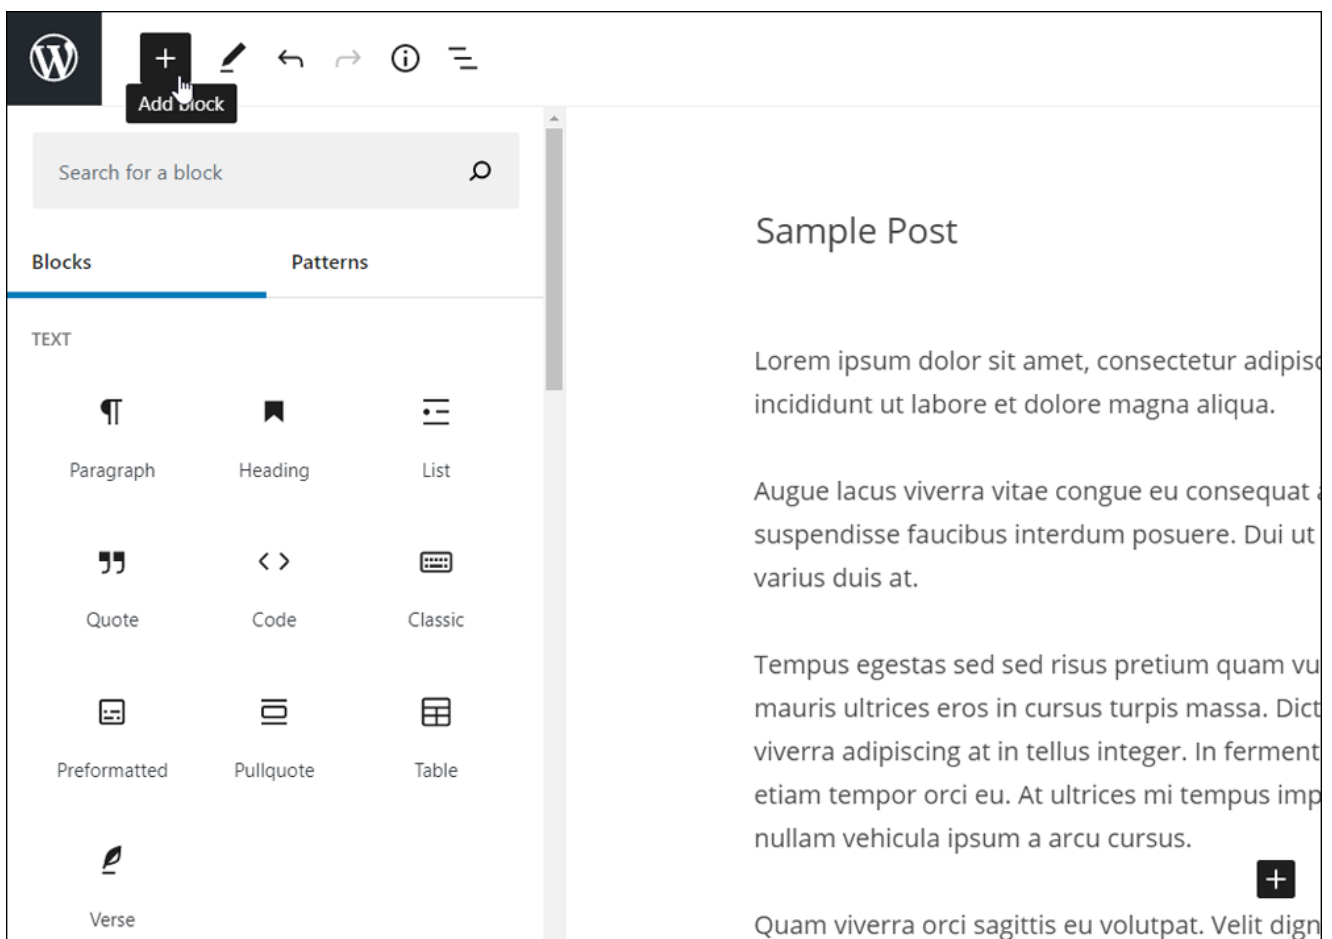 Add block
Search for a block
Blocks
Patterns
TEXT
Paragraph
Heading
List
Quote
Code
Classic
Preformatted
Pullquote
Table
Verse
Sample Post
Lorem ipsum dolor sit amet, consectetur
incididunt ut labore et dolore magna aliqua.
Augue lacus viverra vitae congue eu consequat
suspendisse faucibus interdum posuere. Dui ut
varius duis at.
Tempus egestas sed sed risus pretium quam vu
mauris ultrices eros in cursus turpis massa. Dict
viverra adipiscing at in tellus integer. In ferment
etiam tempor orci eu. At ultrices mi tempus imp
nullam vehicula ipsum a arcu cursus.
Quam viverra orci sagittis eu volutpat. Velit dign